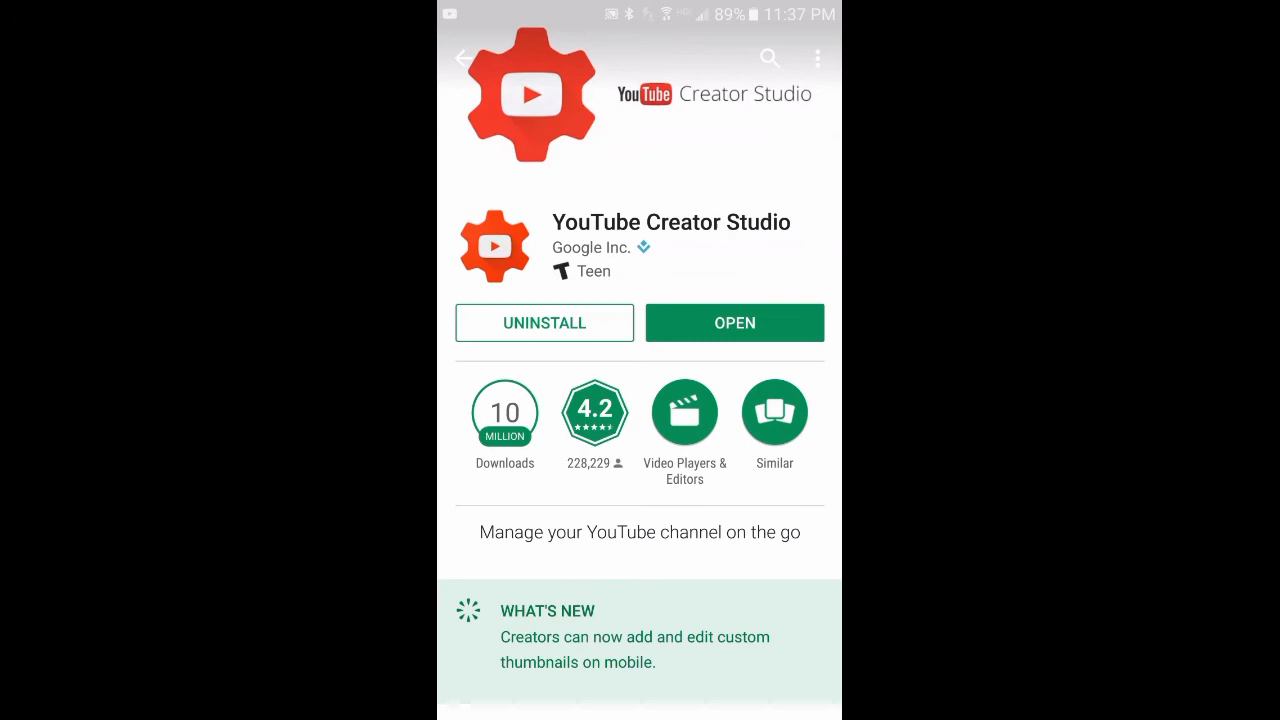 89% 11:37 PM
YouTube Creator Studio
YouTube Creator Studio
Google Inc.
Teen
UNINSTALL OPEN
10 4.2
MILLION
Downloads 228,229 Video Players & Similar
Editors
Manage your YouTube channel on the go
WHAT'S NEW
Creators can now add and edit custom
thumbnails on mobile.